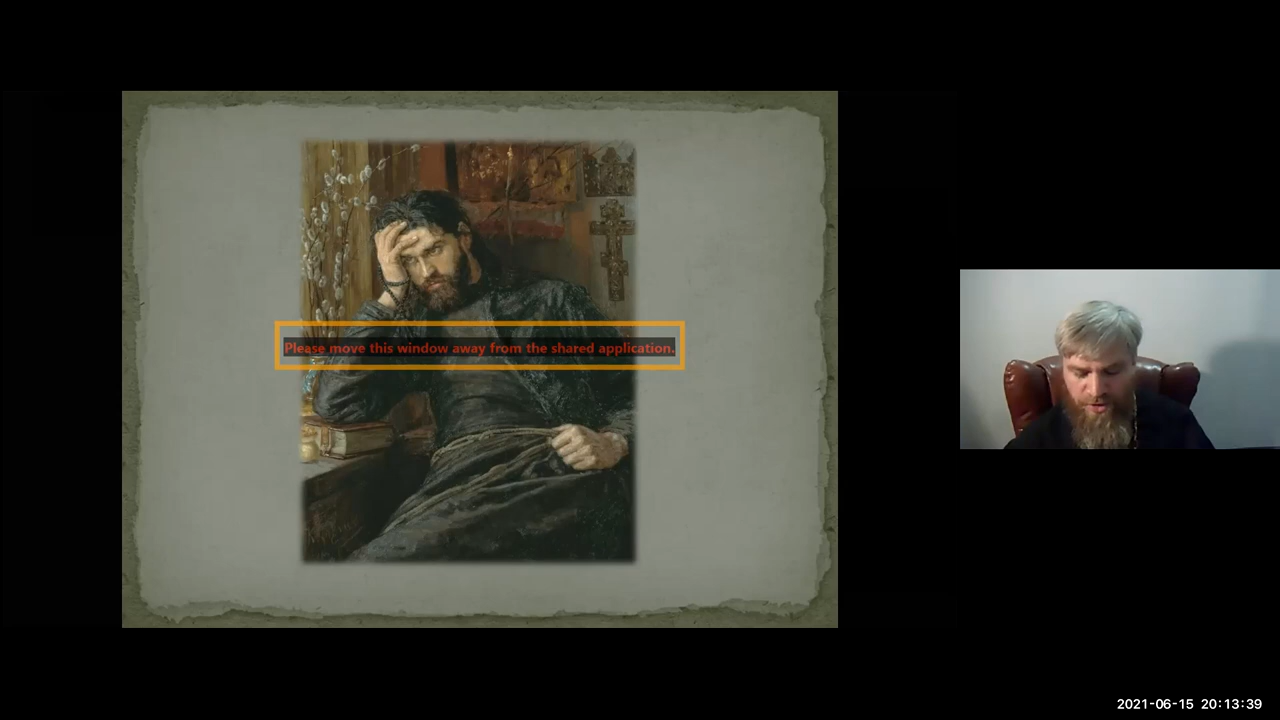 Please move this window away from the shared application.
2021-06-15 20:13:39